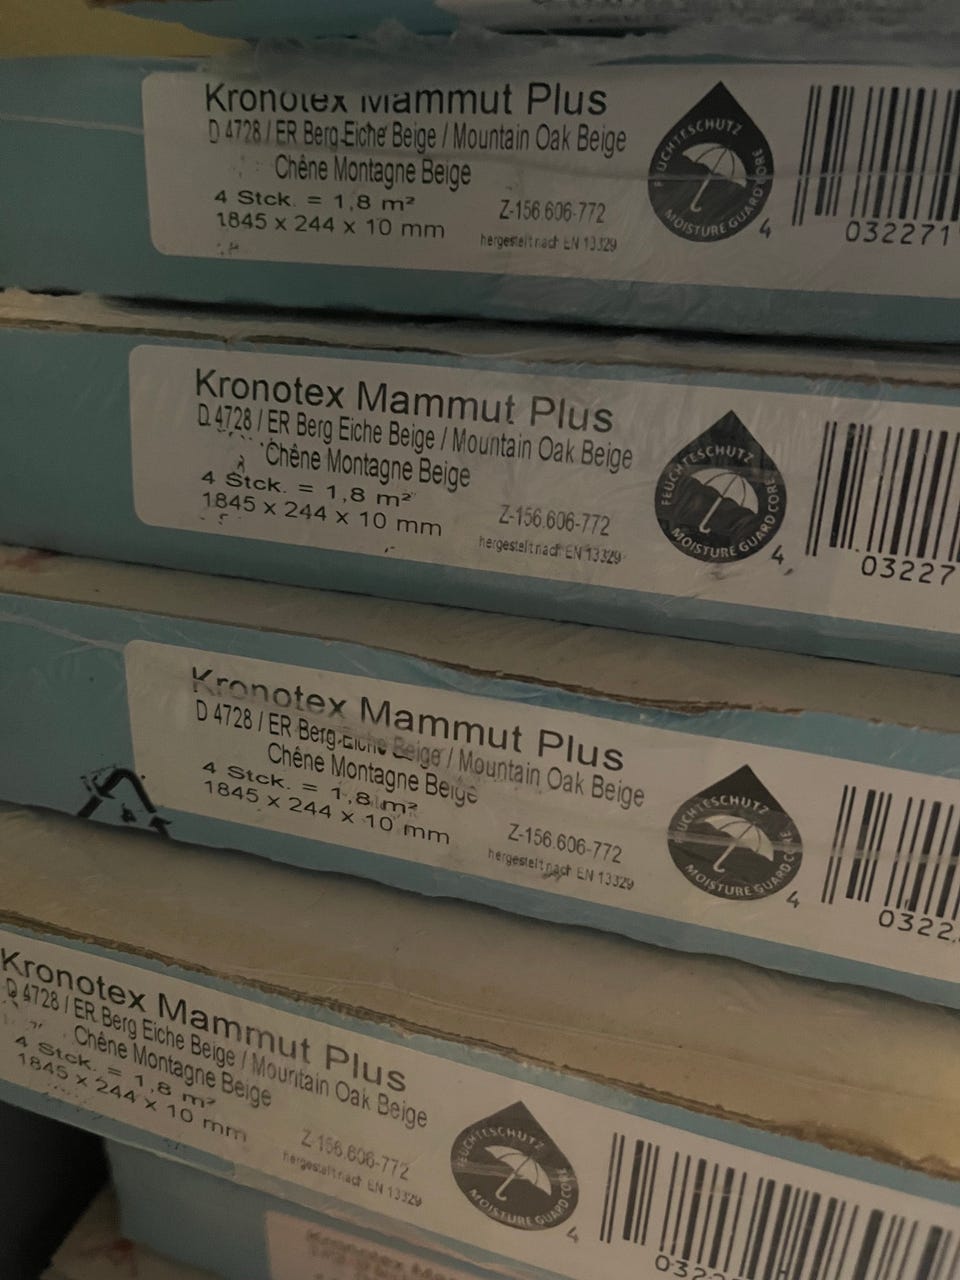 Kronotex Mammut Plus
D 4728 / ER Berg Eiche Beige / Mountain Oak Beige
Chêne Montagne Beige
4 Stck. = 1,8 m²
1845 x 244 x 10 mm
Z-156.606-772
hergestellt nach EN 13329
FEUCHTESCHUTZ
MOISTURE GUARD CORE
4 032271
Kronotex Mammut Plus
D 4728 / ER Berg Eiche Beige / Mountain Oak Beige
Chêne Montagne Beige
4 Stck. = 1,8 m²
1845 x 244 x 10 mm
Z-156.606-772
hergestellt nach EN 13329
FEUCHTESCHUTZ
MOISTURE GUARD CORE
4 03227
Kronotex Mammut Plus
D 4728 / ER Berg Eiche Beige / Mountain Oak Beige
Chêne Montagne Beige
4 Stck. = 1,8 m²
1845 x 244 x 10 mm
Z-156.606-772
hergestellt nach EN 13329
FEUCHTESCHUTZ
MOISTURE GUARD CORE
4 0322
Kronotex Mammut Plus
D 4728 / ER Berg Eiche Beige / Mountain Oak Beige
Chêne Montagne Beige
4 Stck. = 1,8 m²
1845 x 244 x 10 mm
Z-156.606-772
hergestellt nach EN 13329
FEUCHTESCHUTZ
MOISTURE GUARD CORE
4 032
Kronotex